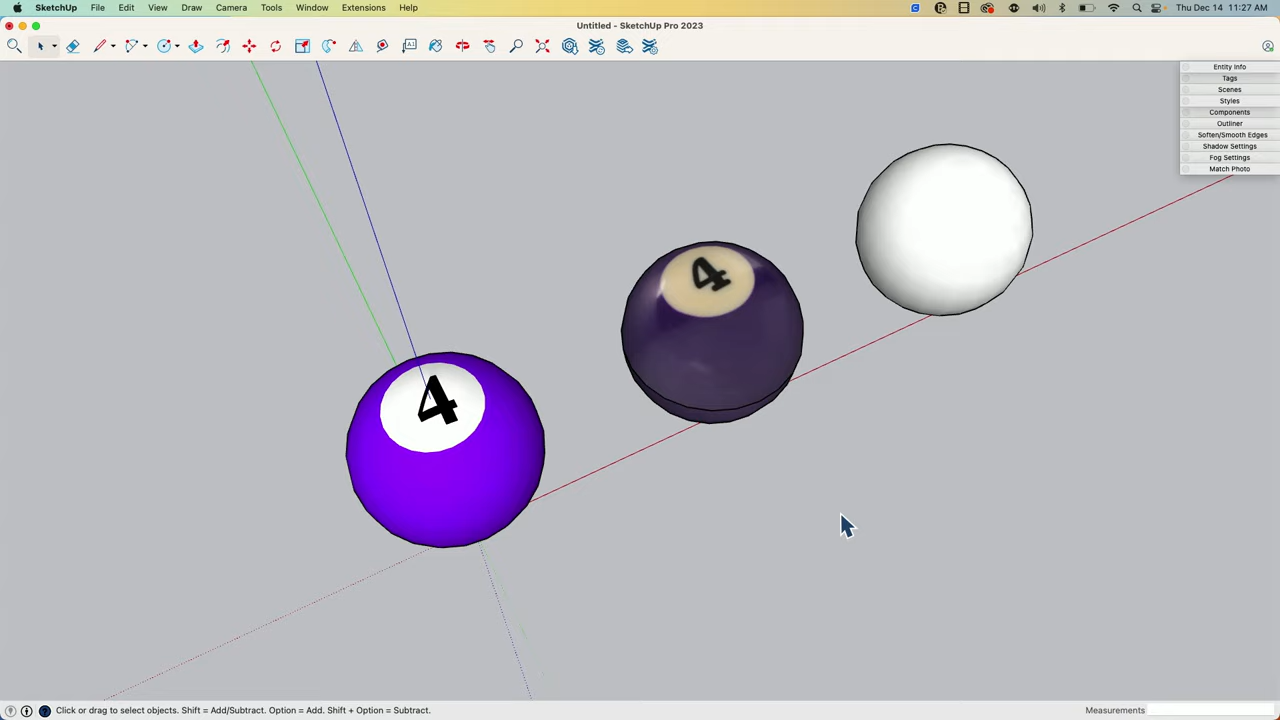 SketchUp File Edit View Draw Camera Tools Window Extensions Help Thu Dec 14 11:27 AM
Untitled - SketchUp Pro 2023
Entity Info
Tags
Scenes
Styles
Components
Outliner
Soften/Smooth Edges
Shadow Settings
Fog Settings
Match Photo
4
4
Click or drag to select objects. Shift = Add/Subtract. Option = Add. Shift + Option = Subtract. Measurements